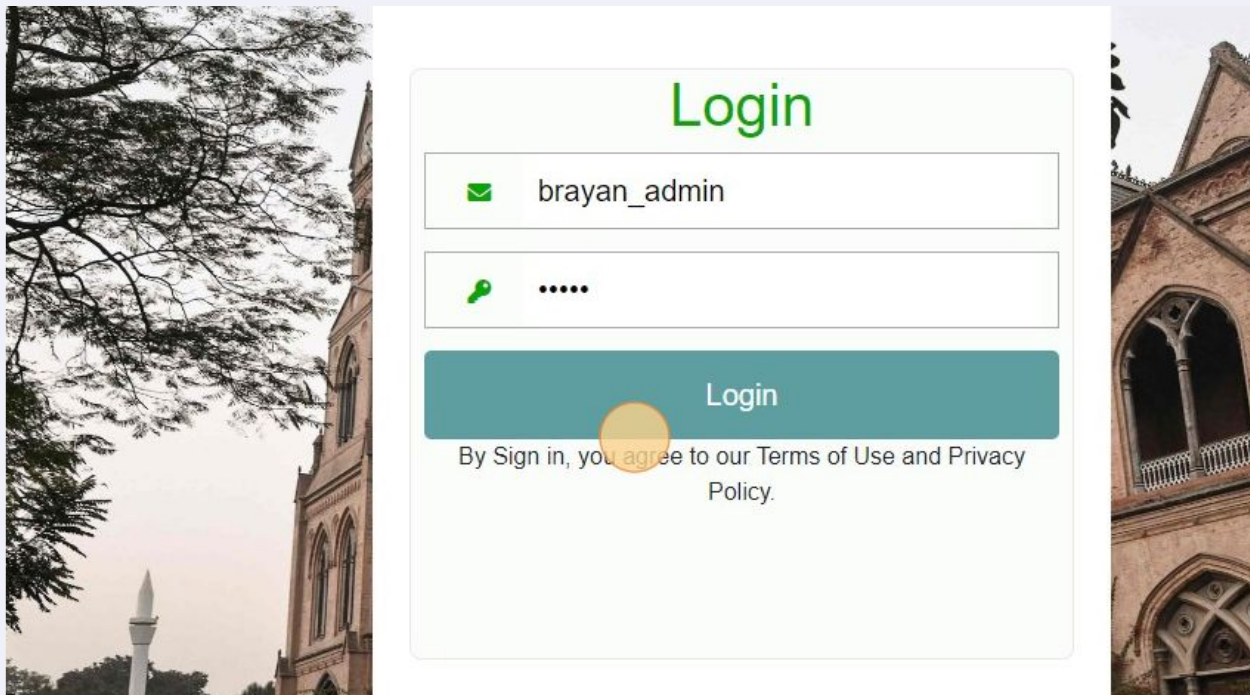 Login
brayan_admin
•••••
Login
By Sign in, you agree to our Terms of Use and Privacy
Policy.